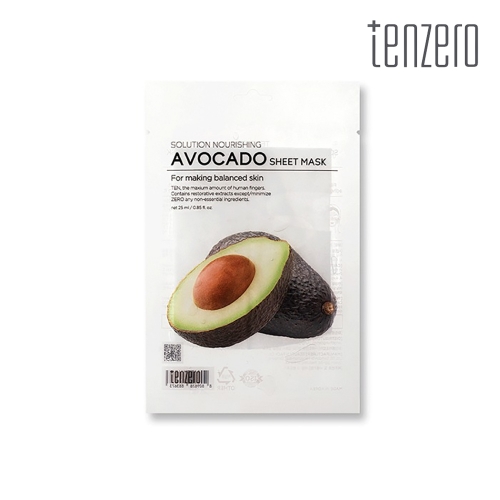 tenzero
SOLUTION NOURISHING
AVOCADO SHEET MASK
For making balanced skin
TEN, the maxium amount of human fingers.
Contains restorative extracts except/minimize
ZERO any non-essential ingredients.
net 25 ml / 0.85 fl. oz.
tenzero